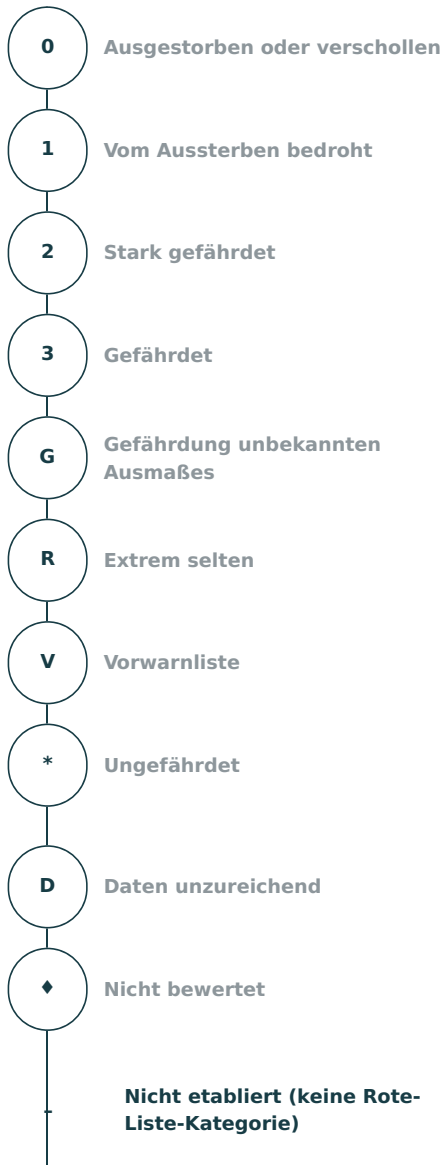 0 Ausgestorben oder verschollen
1 Vom Aussterben bedroht
2 Stark gefährdet
3 Gefährdet
G Gefährdung unbekannten
Ausmaßes
R Extrem selten
V Vorwarnliste
* Ungefährdet
D Daten unzureichend
♦ Nicht bewertet
- Nicht etabliert (keine Rote-
Liste-Kategorie)